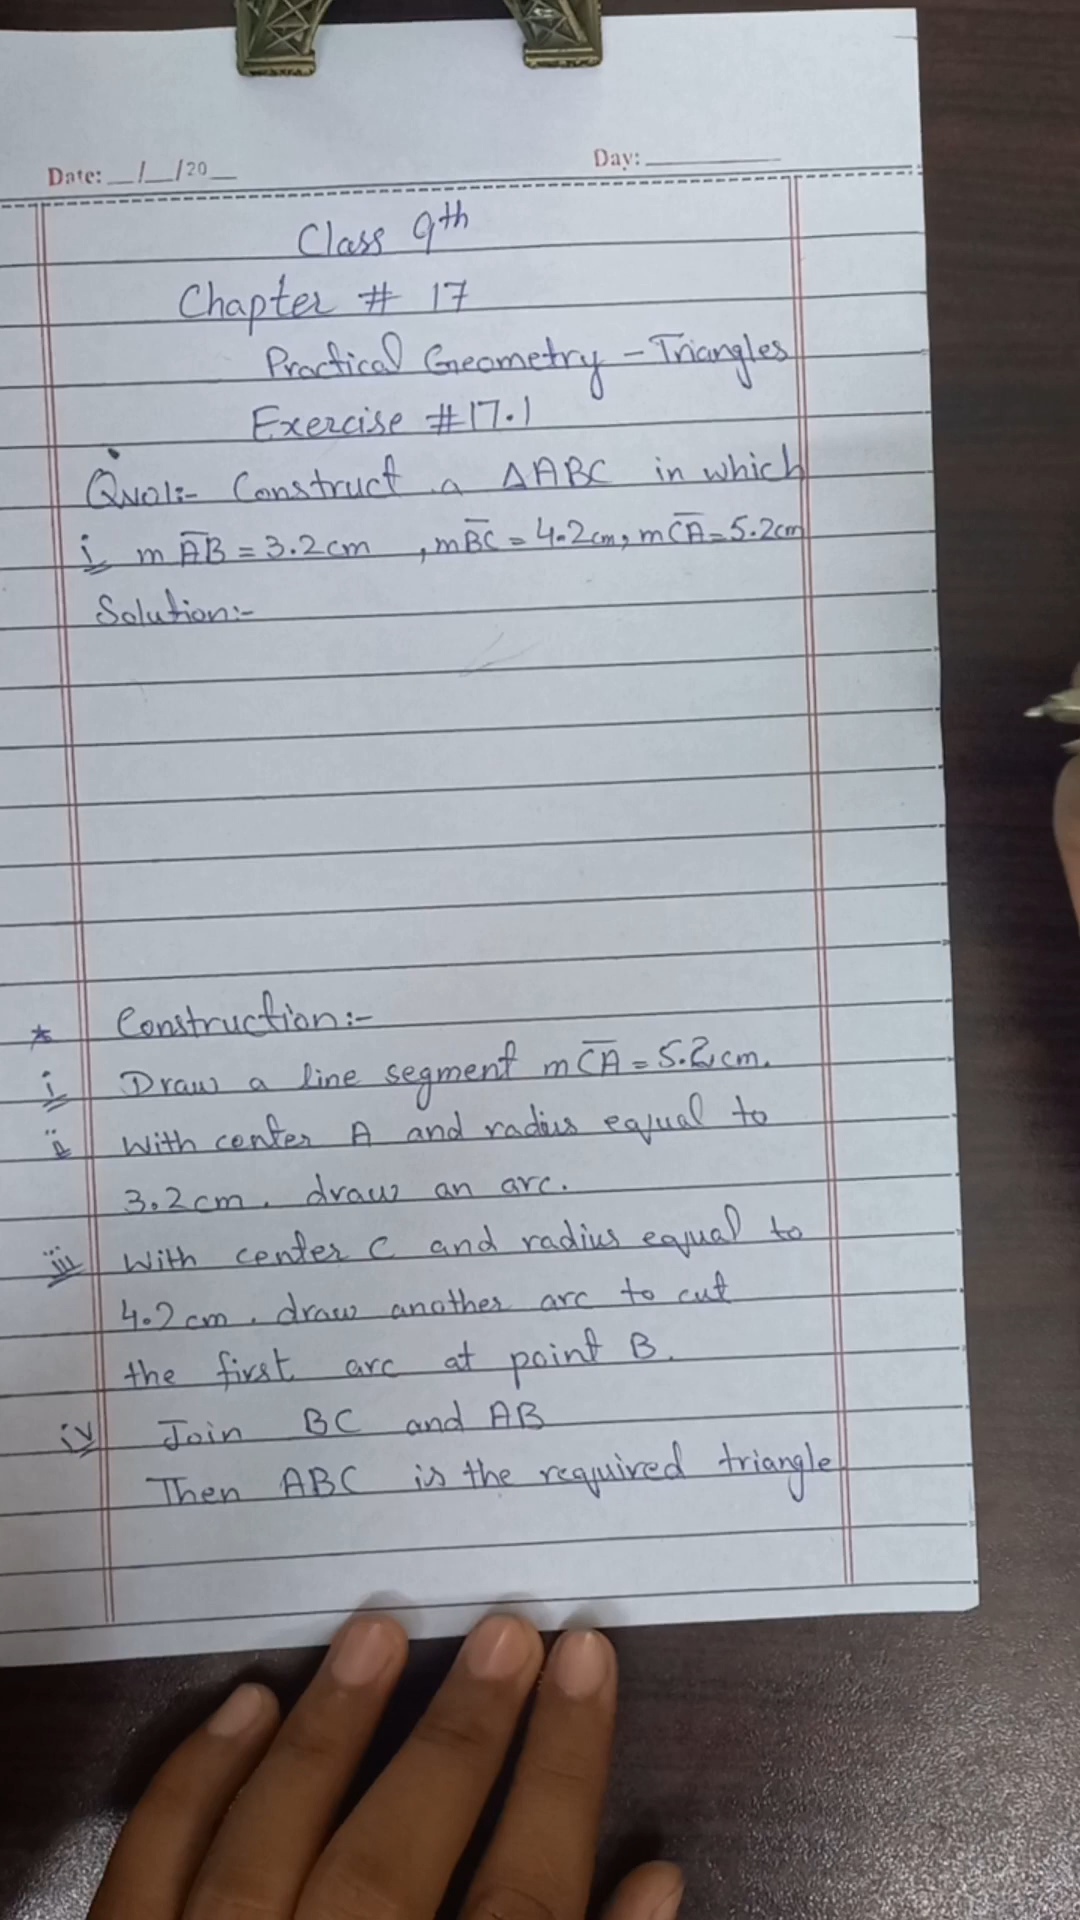 Date: __/__/20__ Day: ______
Class 9th
Chapter # 17
Practical Geometry - Triangles
Exercise #17.1
Qno1:- Construct a ΔABC in which
i m AB = 3.2cm , mBC = 4.2cm, mCA = 5.2cm
Solution:-
* Construction:-
i Draw a line segment mCA = 5.2cm.
ii With center A and radius equal to
3.2cm. draw an arc.
iii With center C and radius equal to
4.2cm. draw another arc to cut
the first arc at point B.
iv Join BC and AB
Then ABC is the required triangle